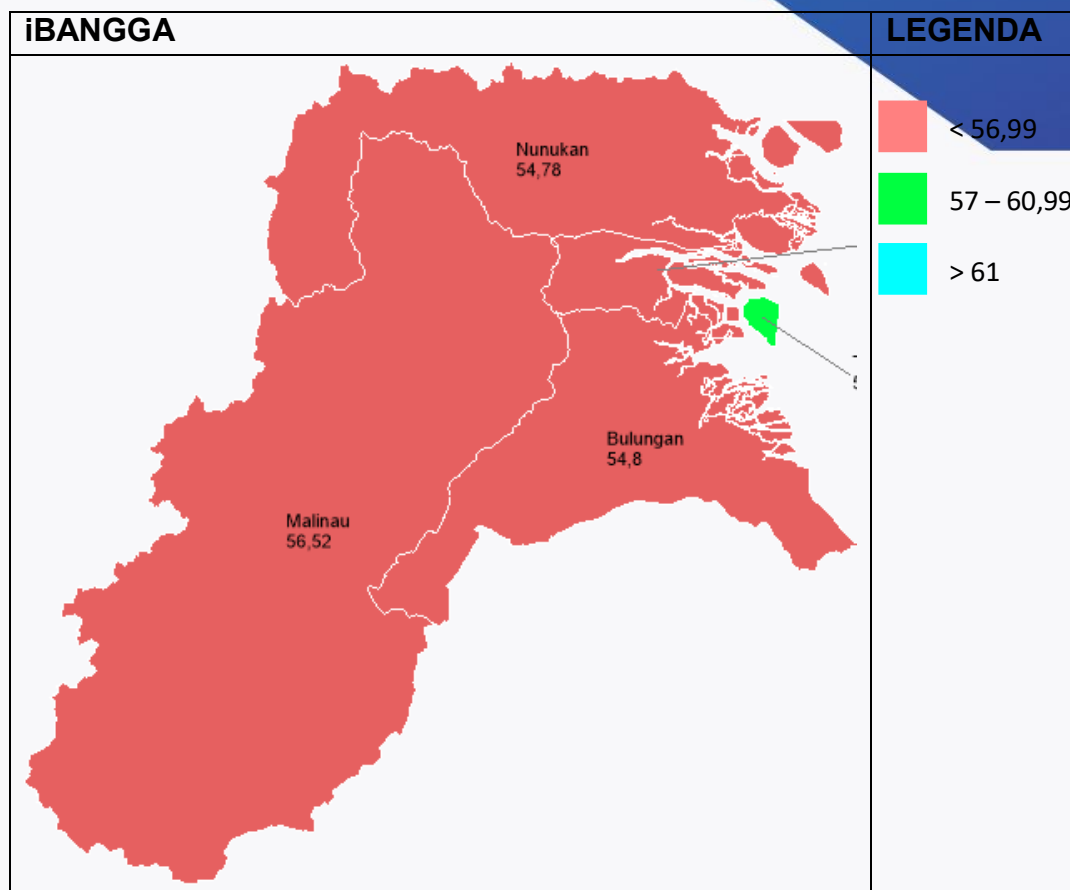 iBANGGA
LEGENDA
< 56,99
57 – 60,99
> 61
Nunukan
54,78
Bulungan
54,8
Malinau
56,52